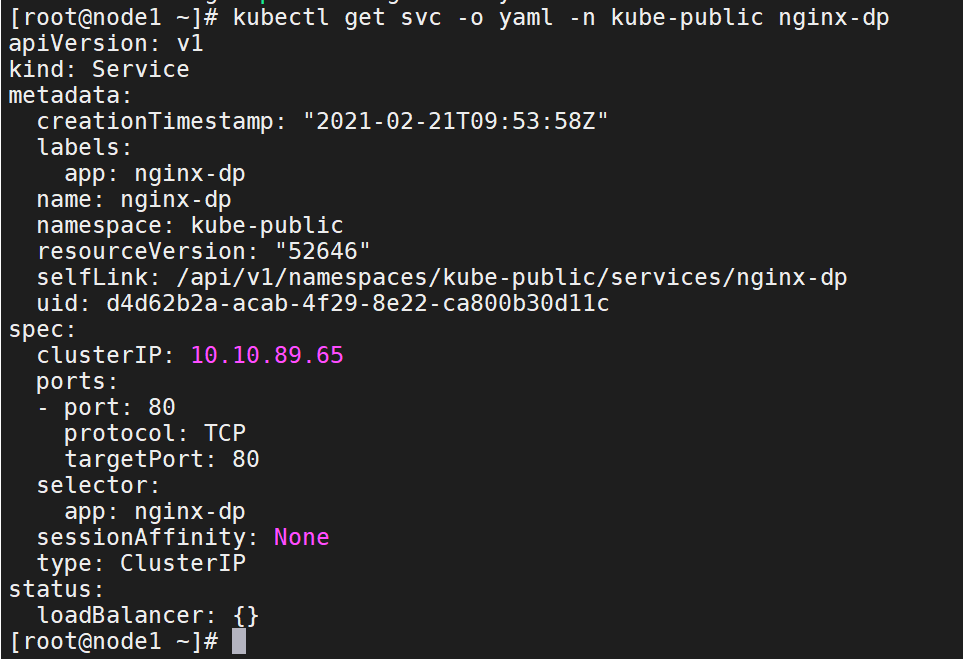 [root@node1 ~]# kubectl get svc -o yaml -n kube-public nginx-dp
apiVersion: v1
kind: Service
metadata:
  creationTimestamp: "2021-02-21T09:53:58Z"
  labels:
    app: nginx-dp
  name: nginx-dp
  namespace: kube-public
  resourceVersion: "52646"
  selfLink: /api/v1/namespaces/kube-public/services/nginx-dp
  uid: d4d62b2a-acab-4f29-8e22-ca800b30d11c
spec:
  clusterIP: 10.10.89.65
  ports:
  - port: 80
    protocol: TCP
    targetPort: 80
  selector:
    app: nginx-dp
  sessionAffinity: None
  type: ClusterIP
status:
  loadBalancer: {}
[root@node1 ~]#